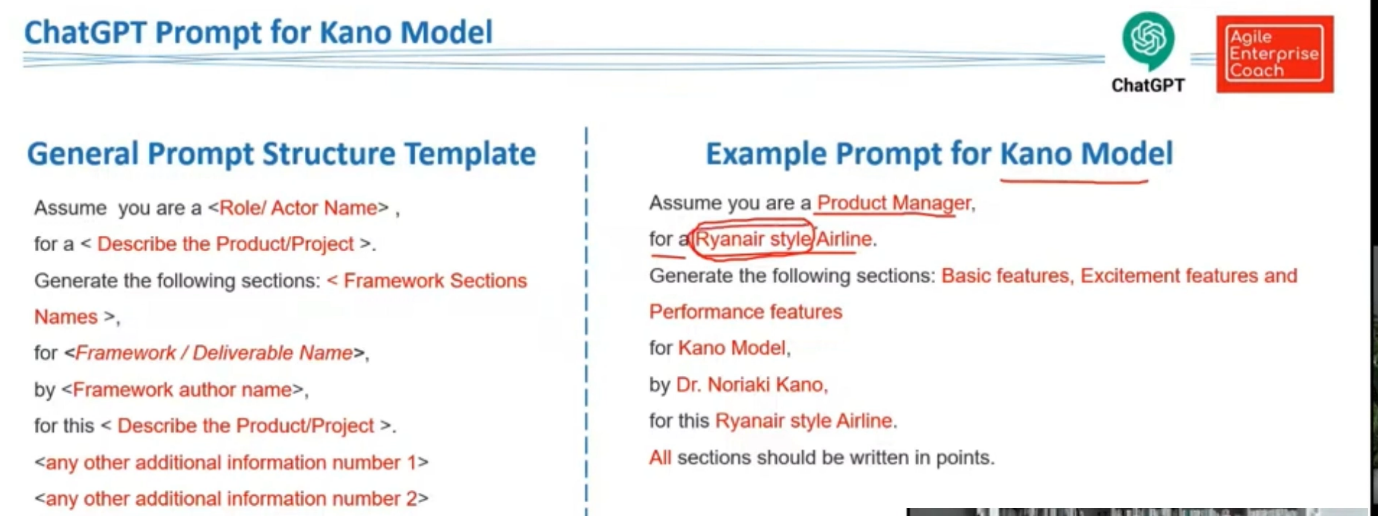 ChatGPT Prompt for Kano Model
ChatGPT
Agile
Enterprise
Coach
General Prompt Structure Template
Assume you are a <Role/ Actor Name> ,
for a < Describe the Product/Project >.
Generate the following sections: < Framework Sections
Names >,
for <Framework / Deliverable Name>,
by <Framework author name>,
for this < Describe the Product/Project >.
<any other additional information number 1>
<any other additional information number 2>
Example Prompt for Kano Model
Assume you are a Product Manager,
for a Ryanair style Airline.
Generate the following sections: Basic features, Excitement features and
Performance features
for Kano Model,
by Dr. Noriaki Kano,
for this Ryanair style Airline.
All sections should be written in points.